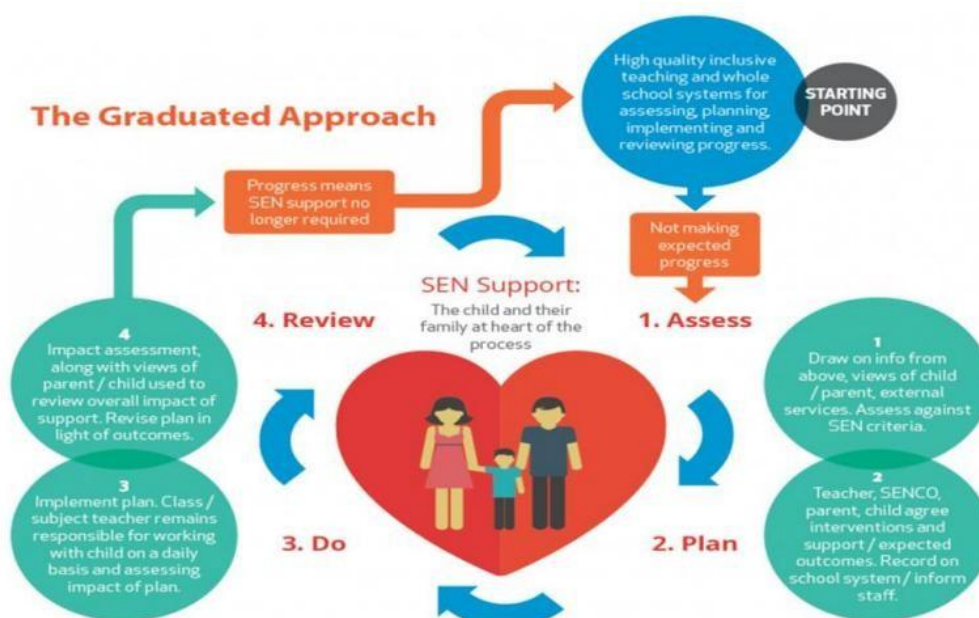 The Graduated Approach
High quality inclusive
teaching and whole
school systems for
assessing, planning,
implementing and
reviewing progress.
STARTING
POINT
Progress means
SEN support no
longer required
Not making
expected
progress
SEN Support:
The child and their
family at heart of the
process
4. Review
1. Assess
4
Impact assessment,
along with views of
parent / child used to
review overall impact of
support. Revise plan in
light of outcomes.
1
Draw on info from
above, views of child
/ parent, external
services. Assess against
SEN criteria.
3
Implement plan. Class /
subject teacher remains
responsible for working
with child on a daily
basis and assessing
impact of plan.
3. Do
2. Plan
2
Teacher, SENCO,
parent, child agree
interventions and
support / expected
outcomes. Record on
school system / inform
staff.